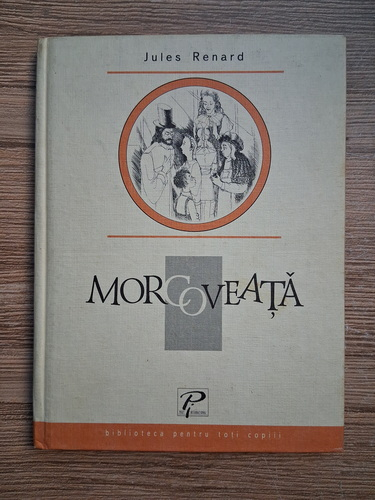 Jules Renard
MORCOVEAȚĂ
biblioteca pentru toți copiii